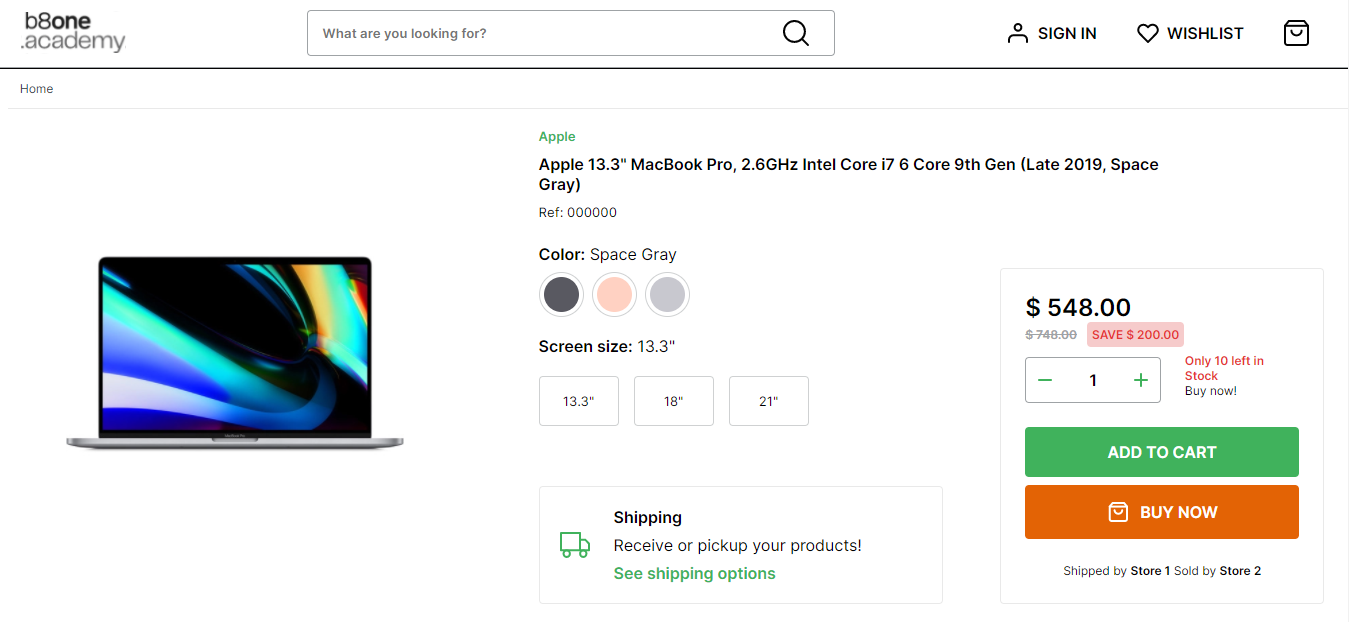 b8one
.academy
What are you looking for?
SIGN IN
WISHLIST
Home
Apple
Apple 13.3" MacBook Pro, 2.6GHz Intel Core i7 6 Core 9th Gen (Late 2019, Space
Gray)
Ref: 000000
Color: Space Gray
Screen size: 13.3"
13.3"
18"
21"
Shipping
Receive or pickup your products!
See shipping options
$ 548.00
$ 748.00
SAVE $ 200.00
1
Only 10 left in
Stock
Buy now!
ADD TO CART
BUY NOW
Shipped by Store 1 Sold by Store 2